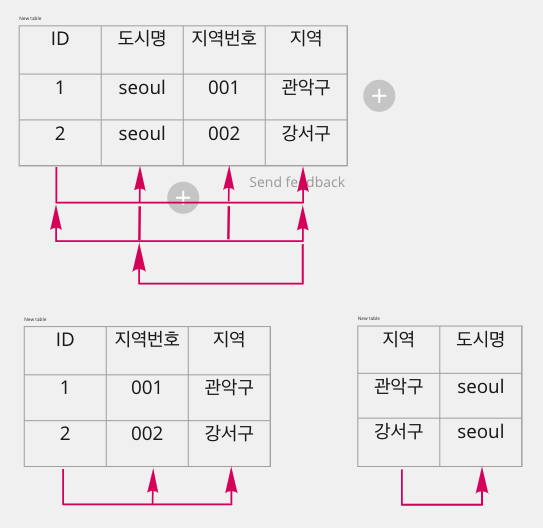 New table
ID 도시명 지역번호 지역
1 seoul 001 관악구
2 seoul 002 강서구
Send feedback
New table
ID 지역번호 지역
1 001 관악구
2 002 강서구
New table
지역 도시명
관악구 seoul
강서구 seoul